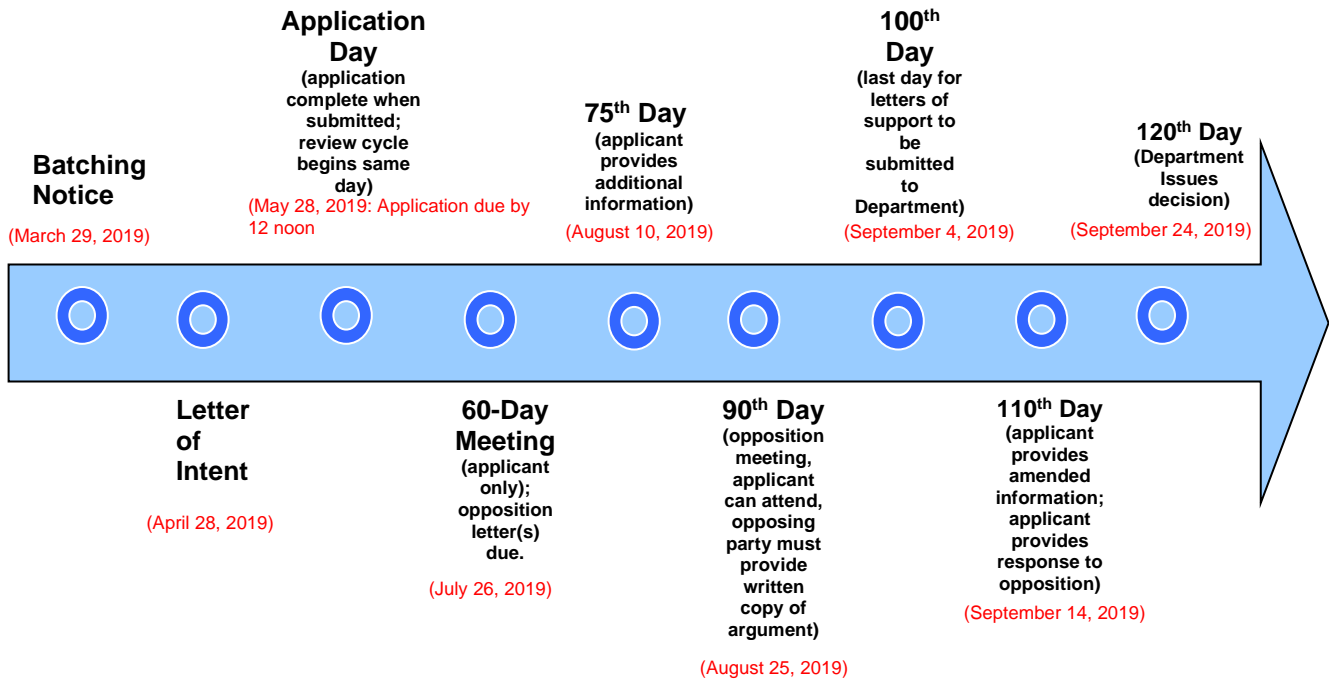 Batching
Notice
(March 29, 2019)
Letter
of
Intent
(April 28, 2019)
Application
Day
(application
complete when
submitted;
review cycle
begins same
day)
(May 28, 2019: Application due by
12 noon
60-Day
Meeting
(applicant
only);
opposition
letter(s)
due.
(July 26, 2019)
75th Day
(applicant
provides
additional
information)
(August 10, 2019)
90th Day
(opposition
meeting,
applicant
can attend,
opposing
party must
provide
written
copy of
argument)
(August 25, 2019)
100th
Day
(last day for
letters of
support to
be
submitted
to
Department)
(September 4, 2019)
110th Day
(applicant
provides
amended
information;
applicant
provides
response to
opposition)
(September 14, 2019)
120th Day
(Department
Issues
decision)
(September 24, 2019)